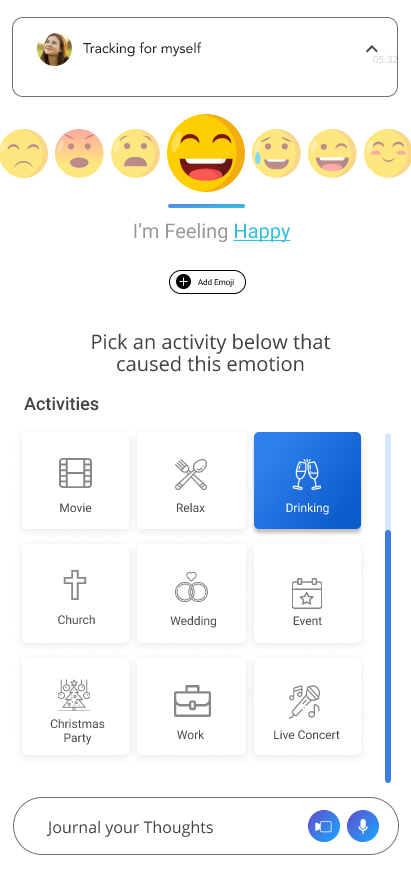 Tracking for myself
05:32
I'm Feeling Happy
Add Emoji
Pick an activity below that
caused this emotion
Activities
Movie
Relax
Drinking
Church
Wedding
Event
Christmas
Party
Work
Live Concert
Journal your Thoughts